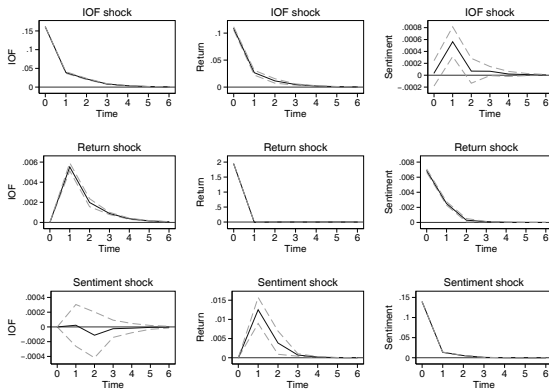 IOF shock
IOF shock
IOF shock
.15
.1
.05
0
IOF
0 1 2 3 4 5 6
Time
.1
.05
0
Return
0 1 2 3 4 5 6
Time
.0008
.0006
.0004
.0002
0
-.0002
Sentiment
0 1 2 3 4 5 6
Time
Return shock
Return shock
Return shock
.006
.004
.002
0
IOF
0 1 2 3 4 5 6
Time
2
1.5
1
.5
0
Return
0 1 2 3 4 5 6
Time
.008
.006
.004
.002
0
Sentiment
0 1 2 3 4 5 6
Time
Sentiment shock
Sentiment shock
Sentiment shock
.0004
.0002
0
-.0002
-.0004
IOF
0 1 2 3 4 5 6
Time
.015
.01
.005
0
Return
0 1 2 3 4 5 6
Time
.15
.1
.05
0
Sentiment
0 1 2 3 4 5 6
Time